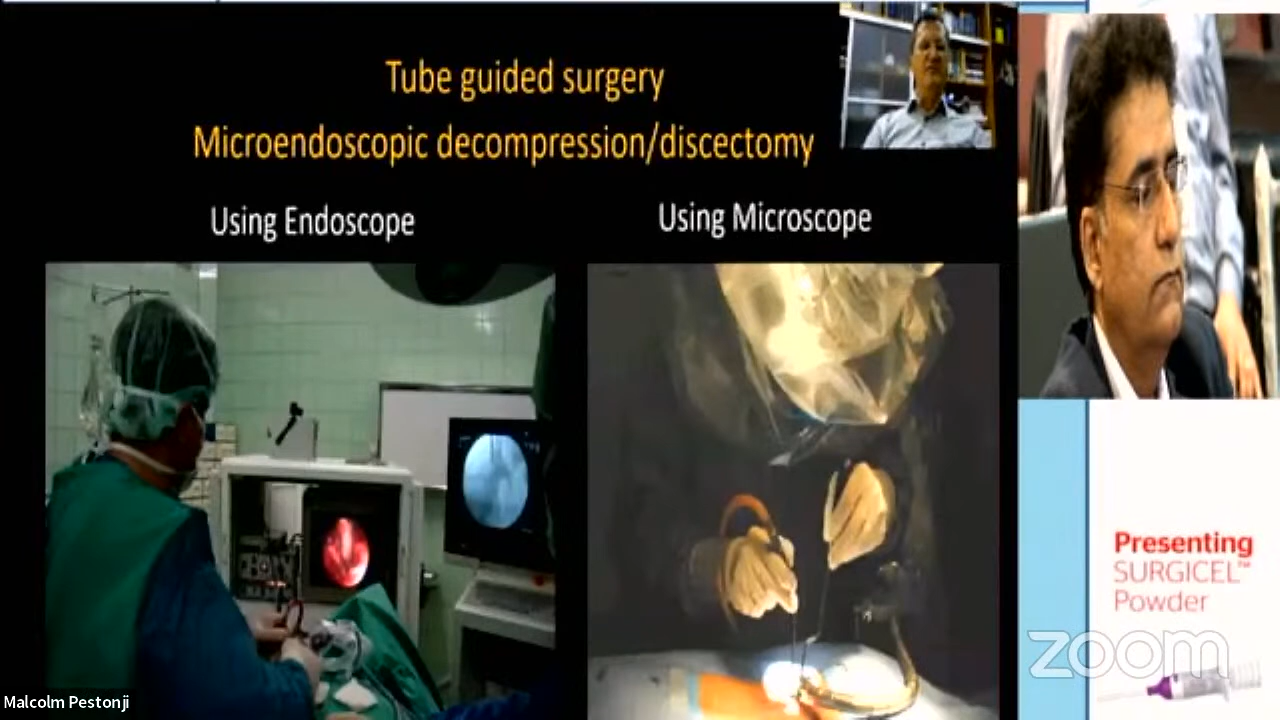 Tube guided surgery
Microendoscopic decompression/discectomy
Using Endoscope
Using Microscope
Presenting
SURGICEL™
Powder
zoom
Malcolm Pestonji